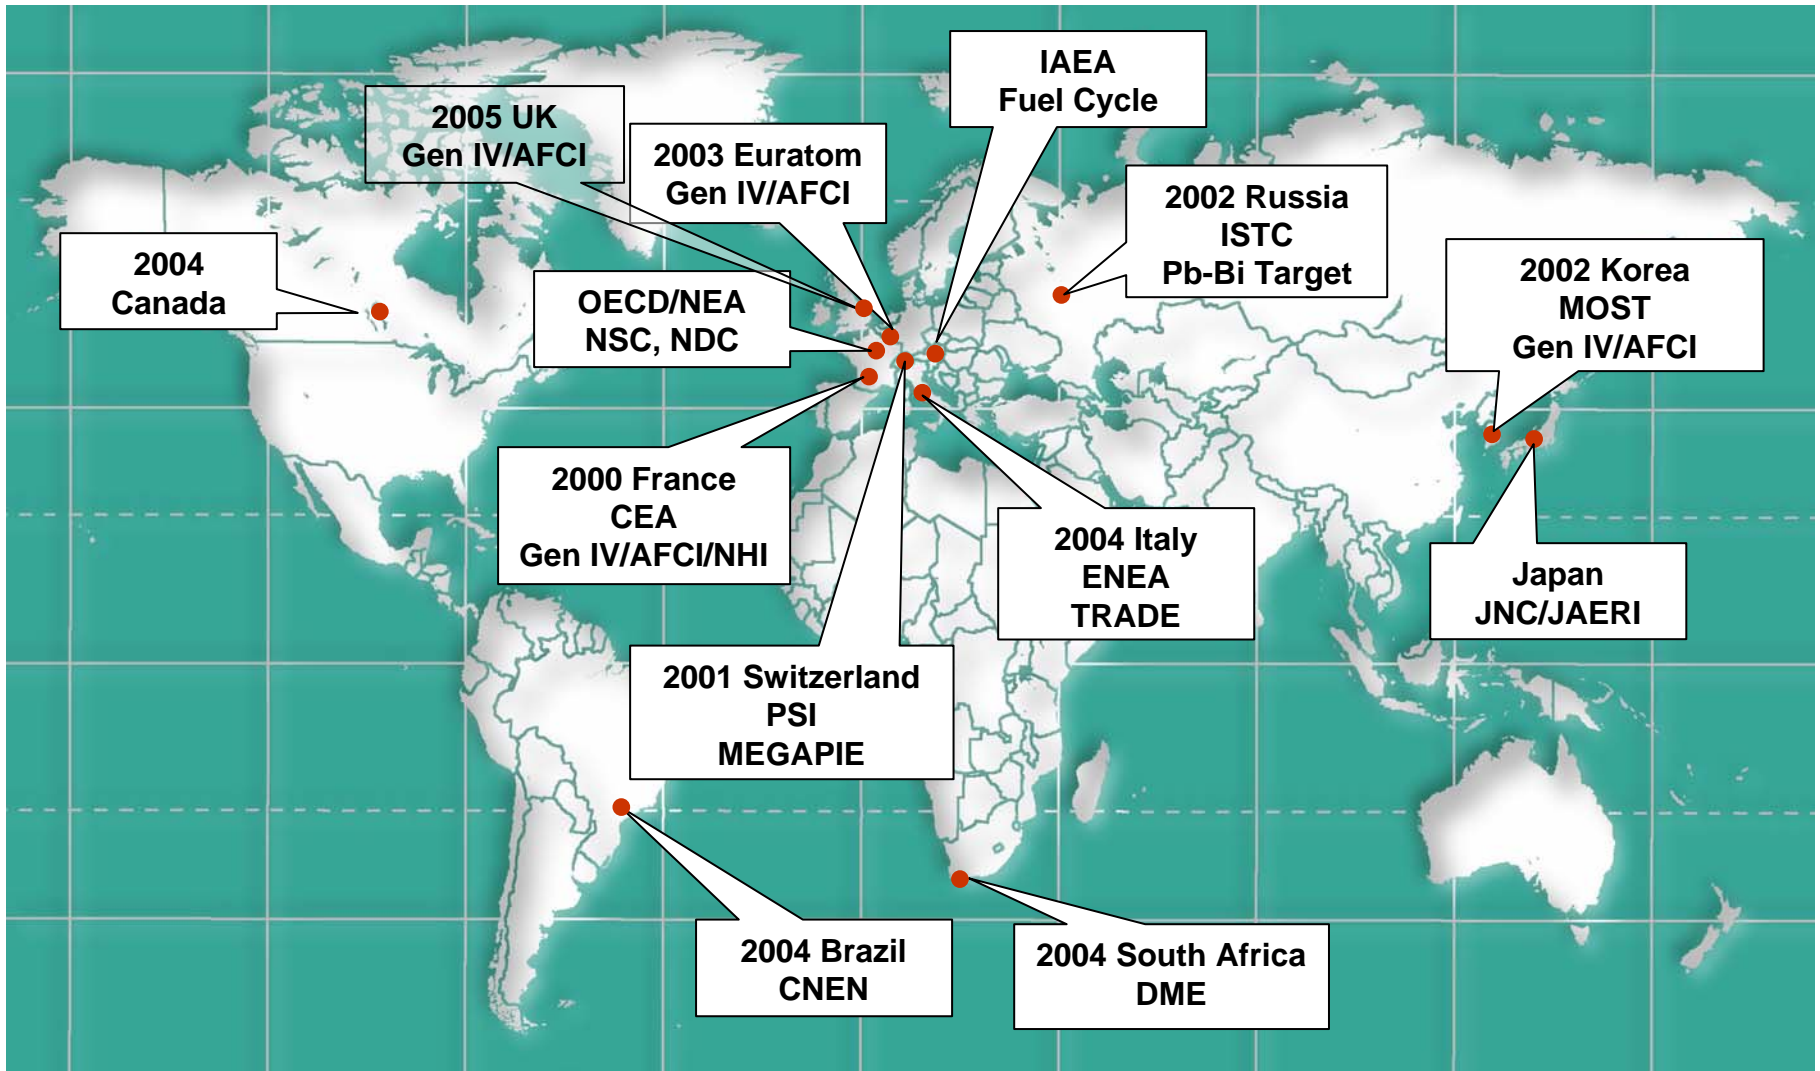 IAEA
Fuel Cycle
2005 UK
Gen IV/AFCI
2003 Euratom
Gen IV/AFCI
2002 Russia
ISTC
Pb-Bi Target
2004
Canada
2002 Korea
MOST
Gen IV/AFCI
OECD/NEA
NSC, NDC
2000 France
CEA
Gen IV/AFCI/NHI
2004 Italy
ENEA
TRADE
Japan
JNC/JAERI
2001 Switzerland
PSI
MEGAPIE
2004 Brazil
CNEN
2004 South Africa
DME